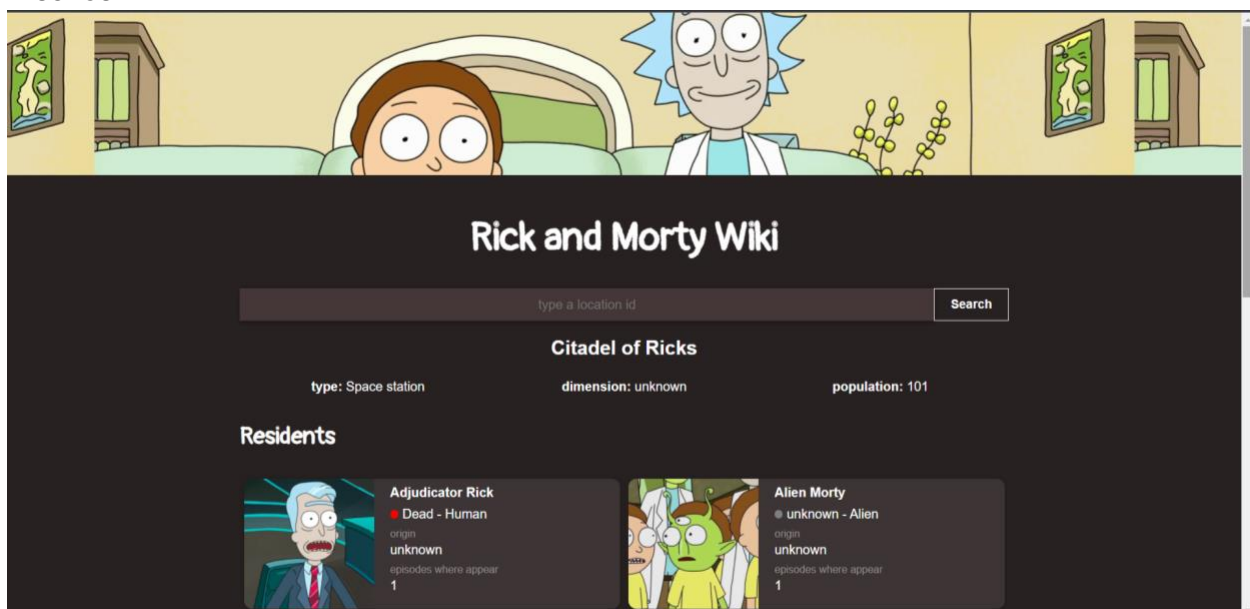 Rick and Morty Wiki
type a location id
Search
Citadel of Ricks
type: Space station dimension: unknown population: 101
Residents
Adjudicator Rick
Dead - Human
origin
unknown
episodes where appear
1
Alien Morty
unknown - Alien
origin
unknown
episodes where appear
1